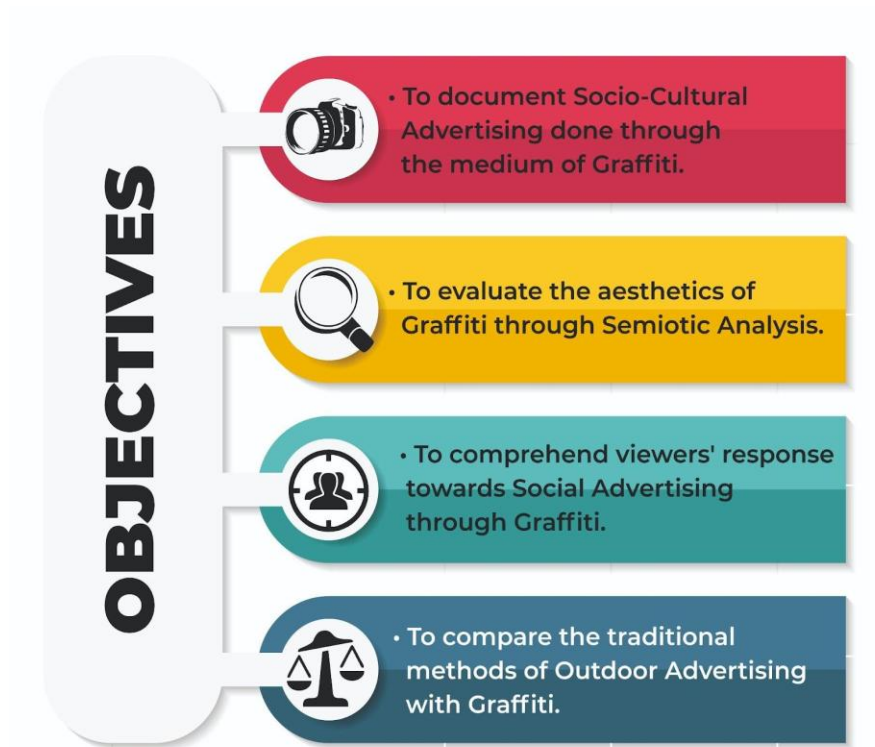 OBJECTIVES
• To document Socio-Cultural
Advertising done through
the medium of Graffiti.
• To evaluate the aesthetics of
Graffiti through Semiotic Analysis.
• To comprehend viewers' response
towards Social Advertising
through Graffiti.
• To compare the traditional
methods of Outdoor Advertising
with Graffiti.